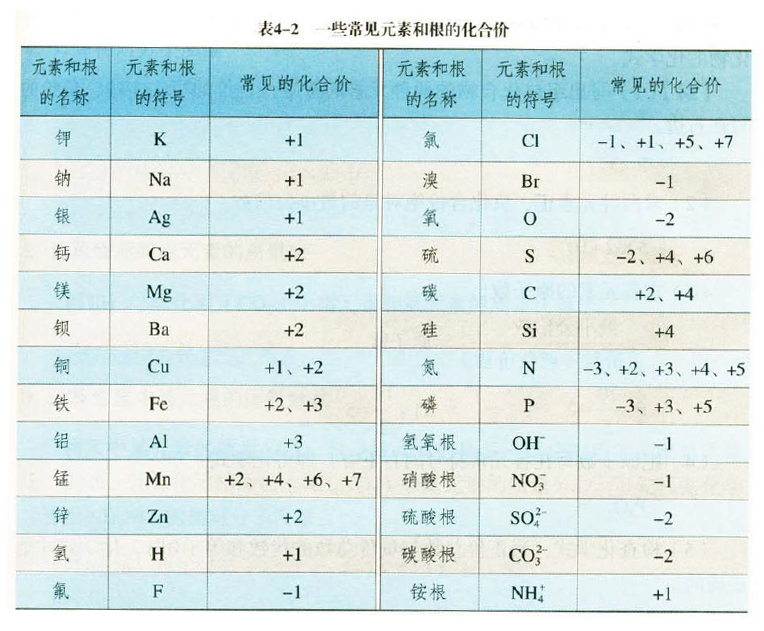 表4-2 一些常见元素和根的化合价
元素和根的名称 元素和根的符号 常见的化合价 元素和根的名称 元素和根的符号 常见的化合价
钾 K +1 氯 Cl -1、+1、+5、+7
钠 Na +1 溴 Br -1
银 Ag +1 氧 O -2
钙 Ca +2 硫 S -2、+4、+6
镁 Mg +2 碳 C +2、+4
钡 Ba +2 硅 Si +4
铜 Cu +1、+2 氮 N -3、+2、+3、+4、+5
铁 Fe +2、+3 磷 P -3、+3、+5
铝 Al +3 氢氧根 OH⁻ -1
锰 Mn +2、+4、+6、+7 硝酸根 NO₃⁻ -1
锌 Zn +2 硫酸根 SO₄²⁻ -2
氢 H +1 碳酸根 CO₃²⁻ -2
氟 F -1 铵根 NH₄⁺ +1